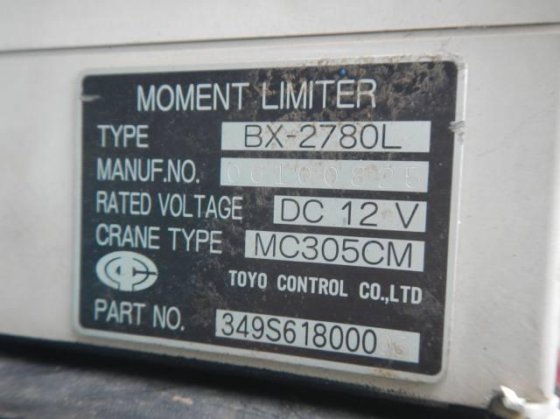 MOMENT LIMITER
TYPE BX-2780L
MANUF.NO.
RATED VOLTAGE DC 12 V
CRANE TYPE MC305CM
TOYO CONTROL CO.,LTD
PART NO. 349S618000